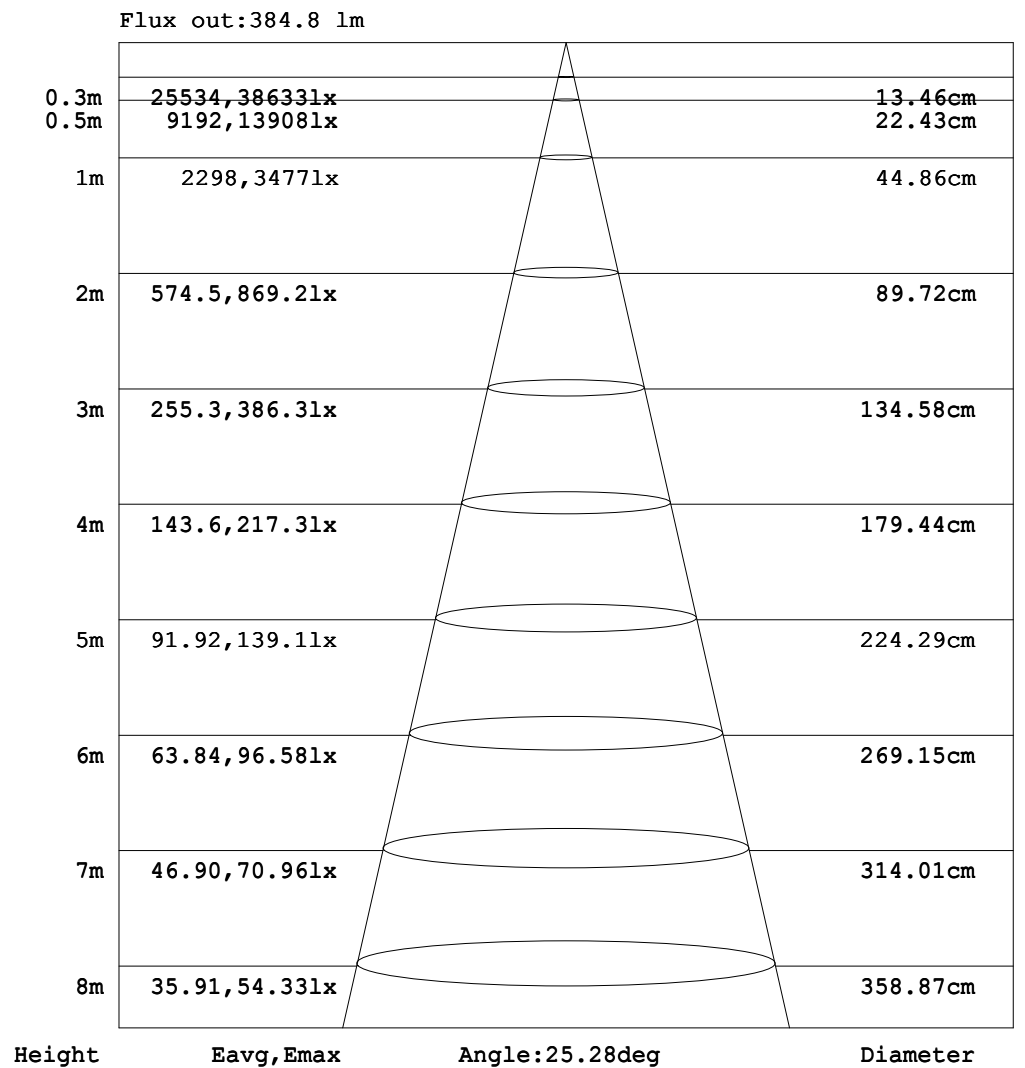 Flux out:384.8 lm
0.3m 25534,38633lx 13.46cm
0.5m 9192,13908lx 22.43cm
1m 2298,3477lx 44.86cm
2m 574.5,869.2lx 89.72cm
3m 255.3,386.3lx 134.58cm
4m 143.6,217.3lx 179.44cm
5m 91.92,139.1lx 224.29cm
6m 63.84,96.58lx 269.15cm
7m 46.90,70.96lx 314.01cm
8m 35.91,54.33lx 358.87cm
Height Eavg,Emax Angle:25.28deg Diameter